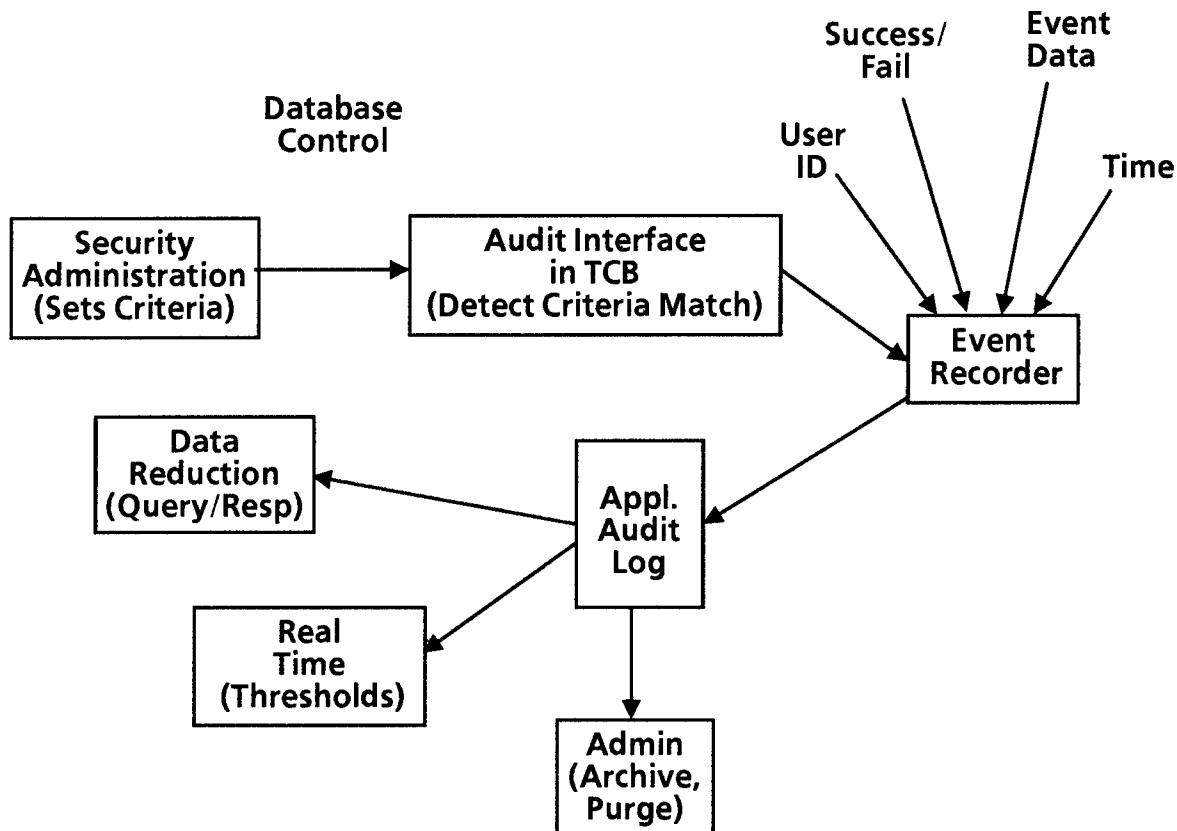 Success/
Fail
Event
Data
Database
Control
User
ID
Time
Security
Administration
(Sets Criteria)
Audit Interface
in TCB
(Detect Criteria Match)
Event
Recorder
Data
Reduction
(Query/Resp)
Appl.
Audit
Log
Real
Time
(Thresholds)
Admin
(Archive,
Purge)